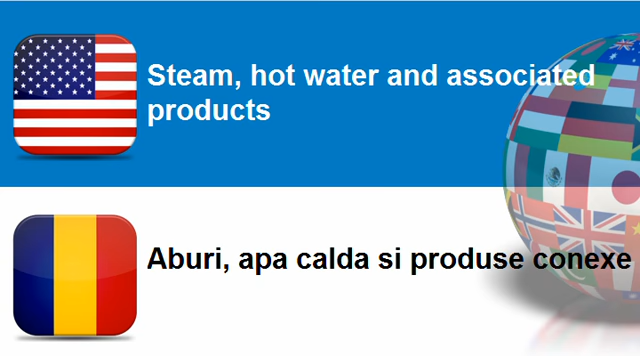 Steam, hot water and associated
products
Aburi, apa calda si produse conexe